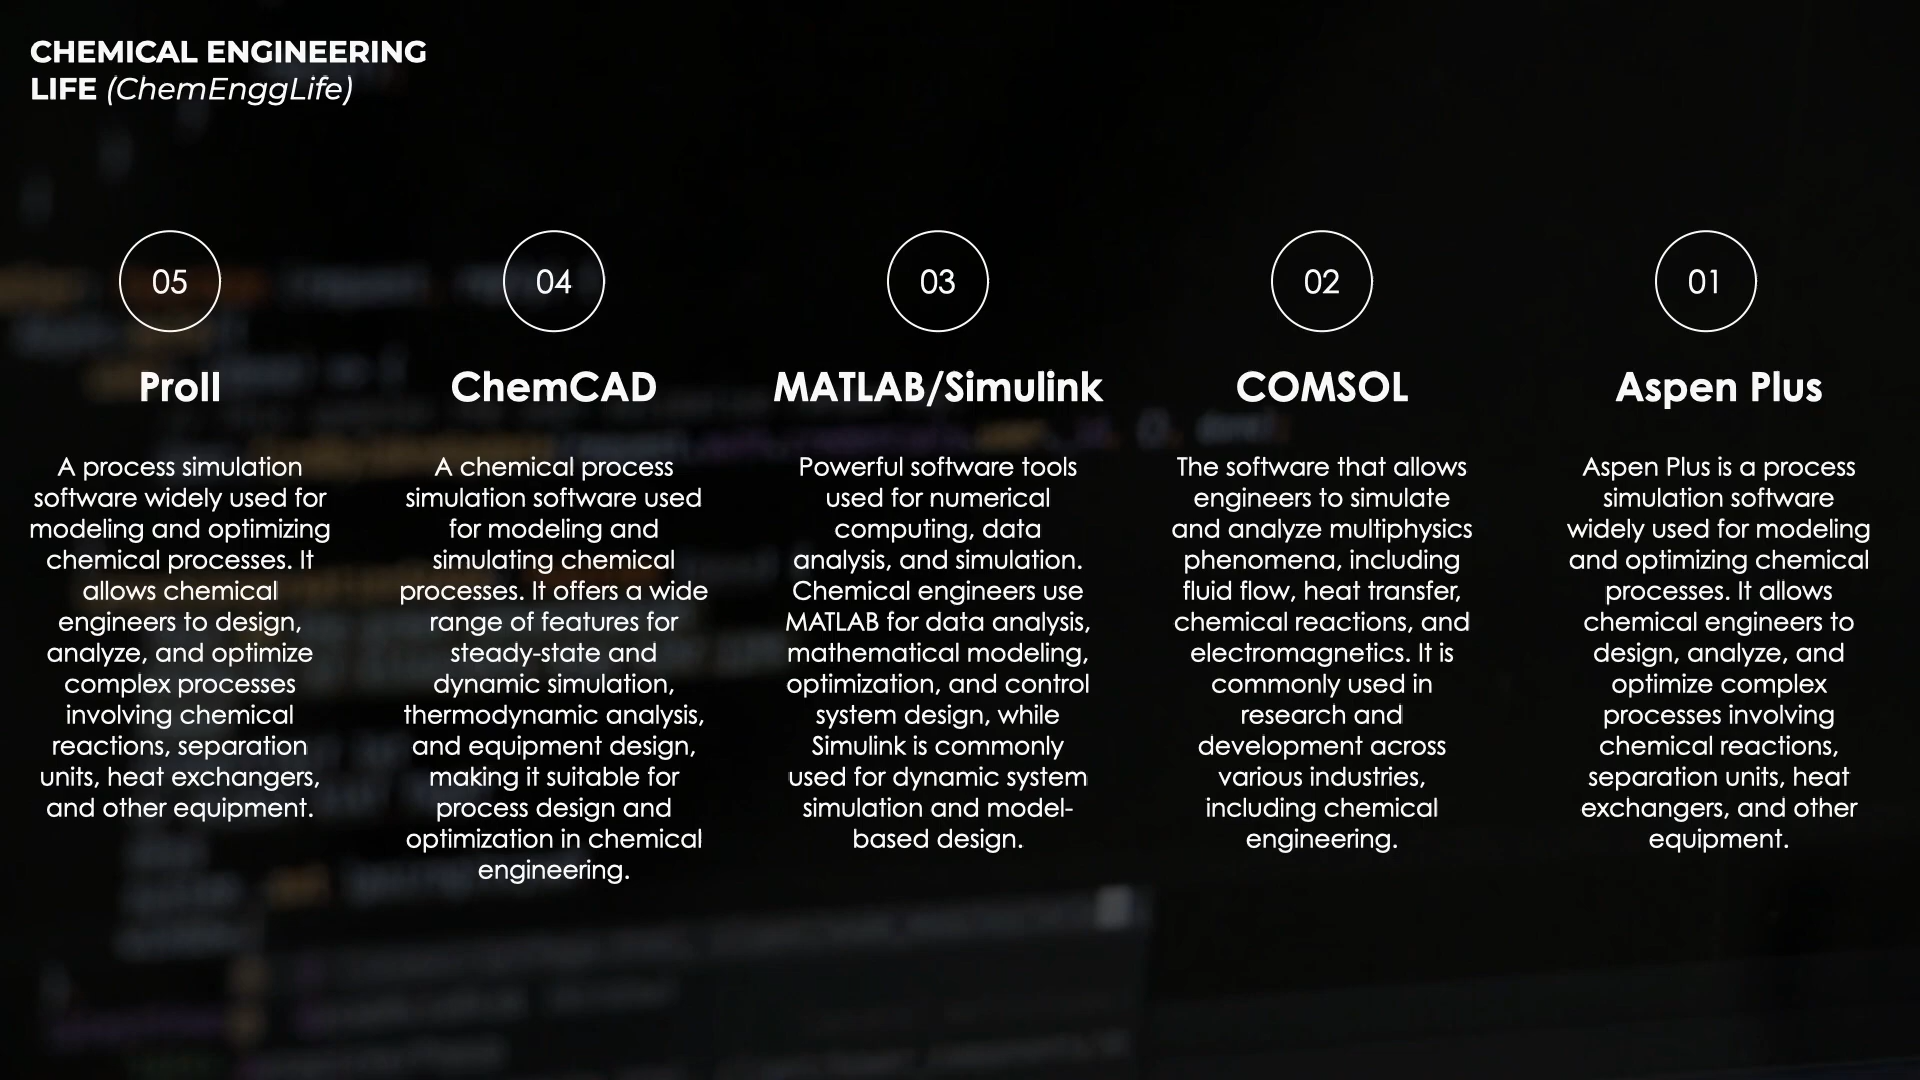 CHEMICAL ENGINEERING
LIFE (ChemEnggLife)
05
ProII
A process simulation
software widely used for
modeling and optimizing
chemical processes. It
allows chemical
engineers to design,
analyze, and optimize
complex processes
involving chemical
reactions, separation
units, heat exchangers,
and other equipment.
04
ChemCAD
A chemical process
simulation software used
for modeling and
simulating chemical
processes. It offers a wide
range of features for
steady-state and
dynamic simulation,
thermodynamic analysis,
and equipment design,
making it suitable for
process design and
optimization in chemical
engineering.
03
MATLAB/Simulink
Powerful software tools
used for numerical
computing, data
analysis, and simulation.
Chemical engineers use
MATLAB for data analysis,
mathematical modeling,
optimization, and control
system design, while
Simulink is commonly
used for dynamic system
simulation and model-
based design.
02
COMSOL
The software that allows
engineers to simulate
and analyze multiphysics
phenomena, including
fluid flow, heat transfer,
chemical reactions, and
electromagnetics. It is
commonly used in
research and
development across
various industries,
including chemical
engineering.
01
Aspen Plus
Aspen Plus is a process
simulation software
widely used for modeling
and optimizing chemical
processes. It allows
chemical engineers to
design, analyze, and
optimize complex
processes involving
chemical reactions,
separation units, heat
exchangers, and other
equipment.